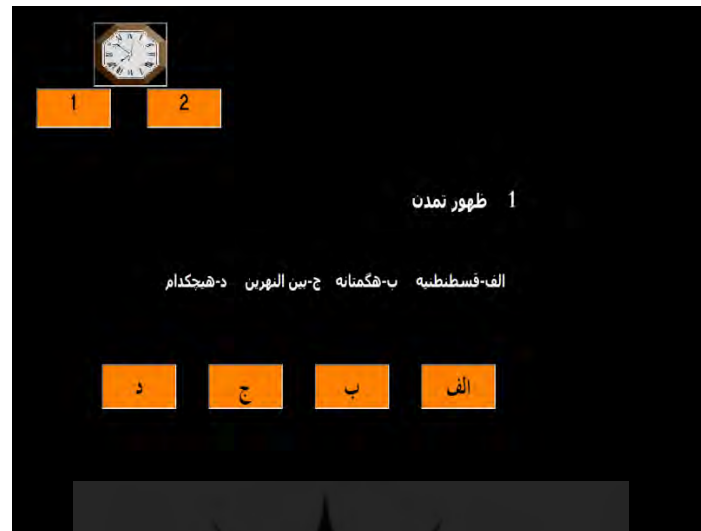 1 2
1 ظهور تمدن
الف-قسطنطنیه ب-هگمتانه ج-بین النهرین د-هیچکدام
الف ب ج د